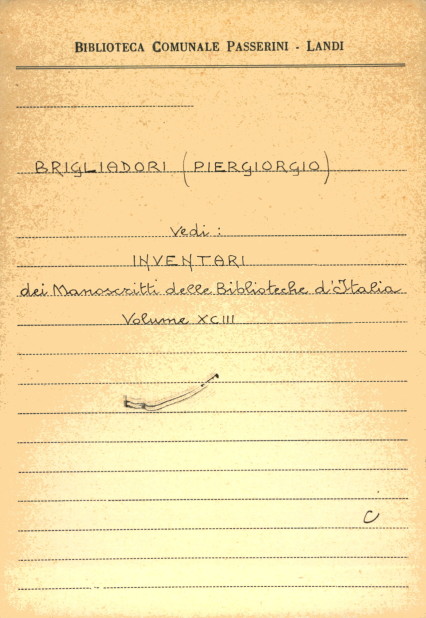 BIBLIOTECA COMUNALE PASSERINI - LANDI
BRIGLIADORI (PIERGIORGIO)
Vedi :
INVENTARI
dei Manoscritti delle Biblioteche d'Italia
Volume XCIII
C